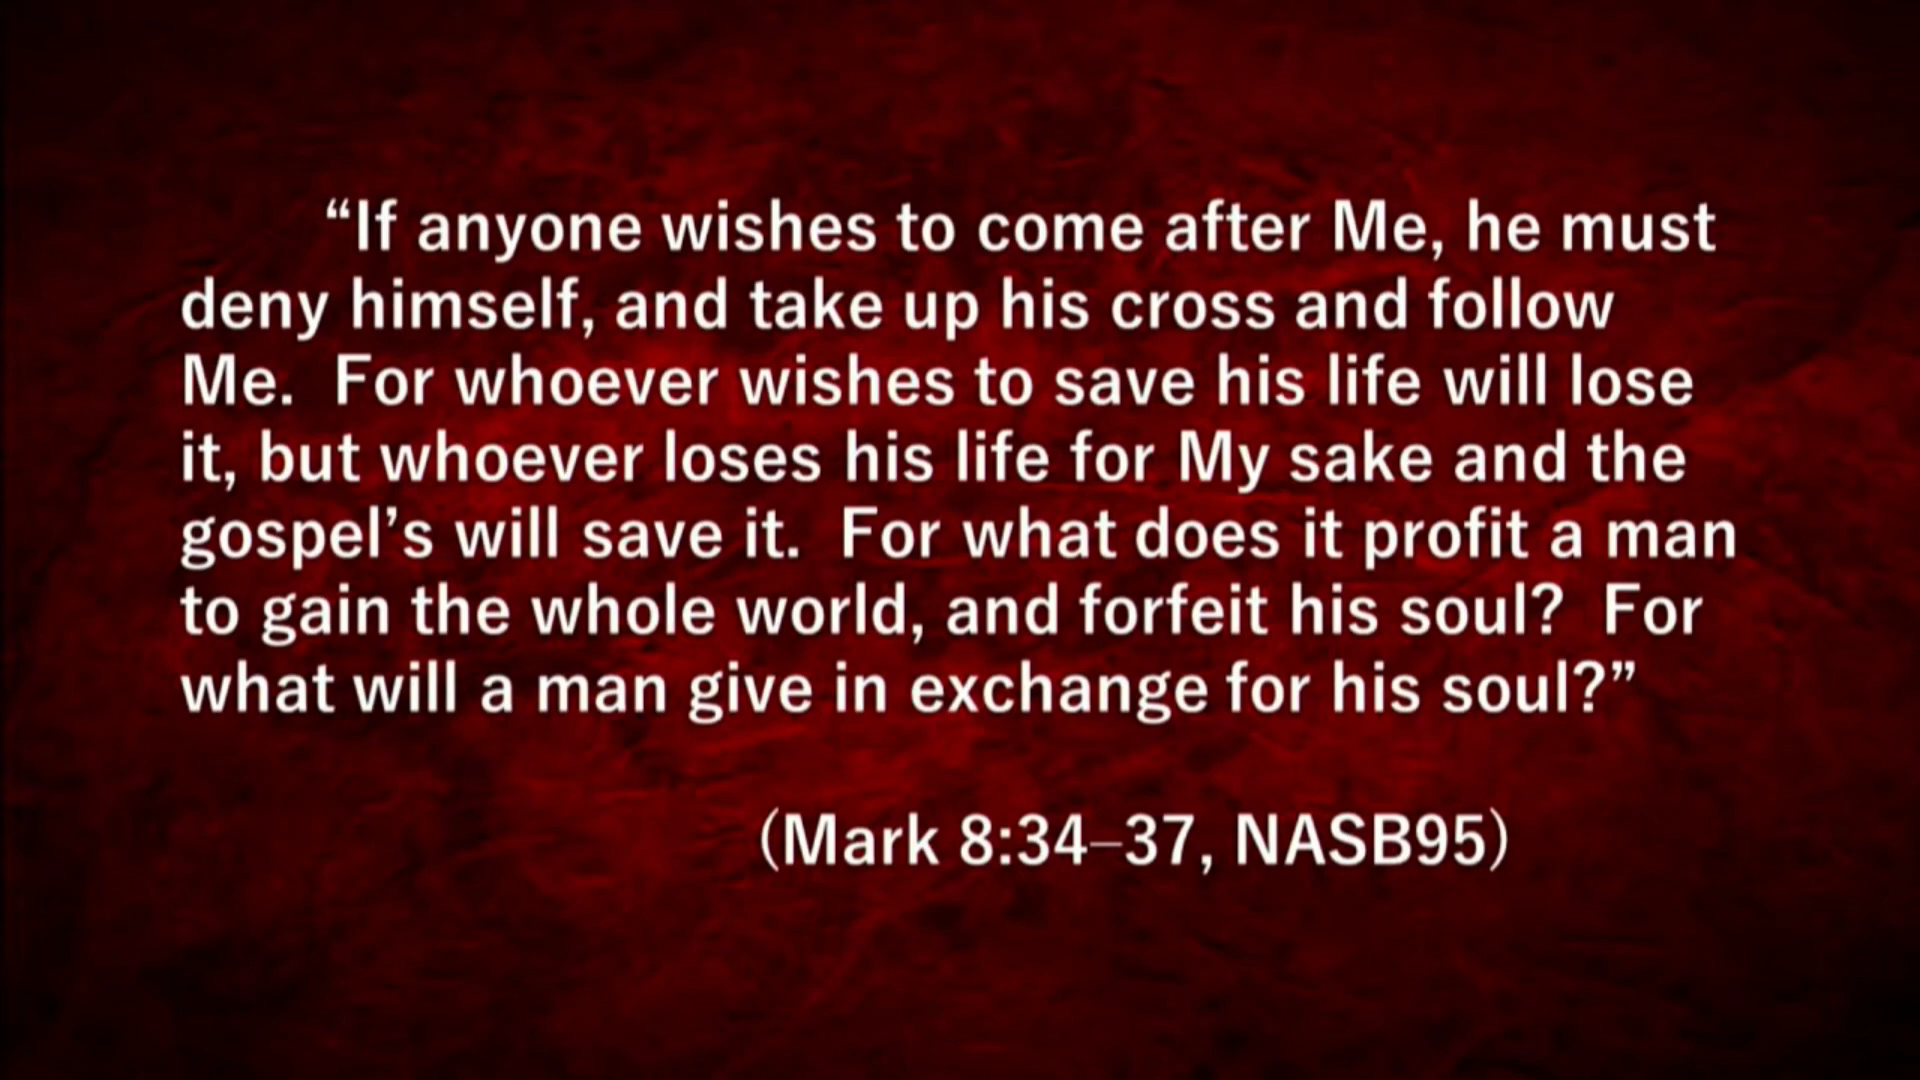 “If anyone wishes to come after Me, he must
deny himself, and take up his cross and follow
Me.  For whoever wishes to save his life will lose
it, but whoever loses his life for My sake and the
gospel’s will save it.  For what does it profit a man
to gain the whole world, and forfeit his soul?  For
what will a man give in exchange for his soul?”
(Mark 8:34–37, NASB95)